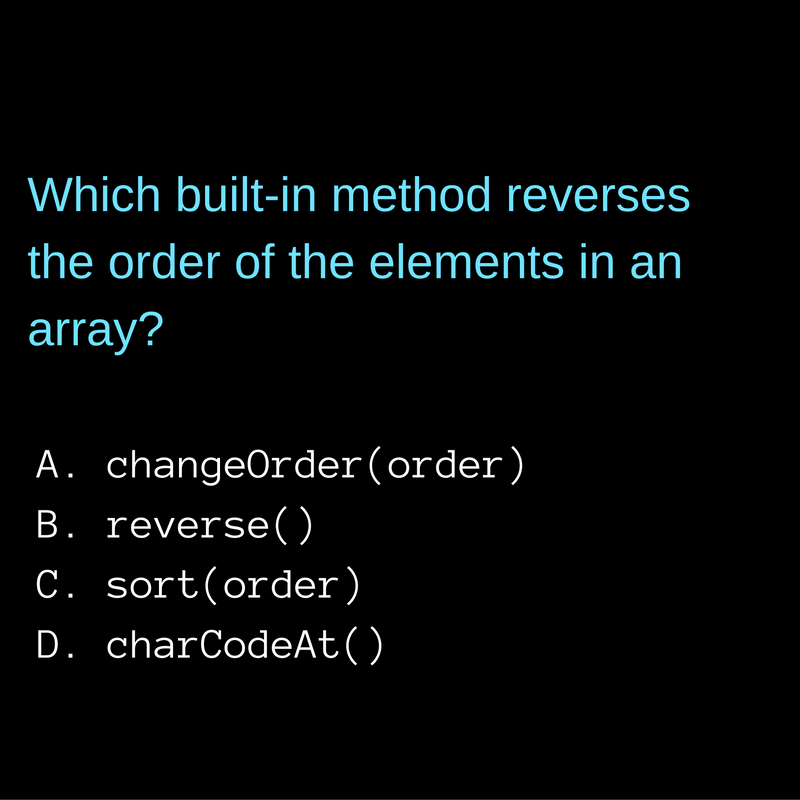 Which built-in method reverses
the order of the elements in an
array?
A. changeOrder(order)
B. reverse()
C. sort(order)
D. charCodeAt()